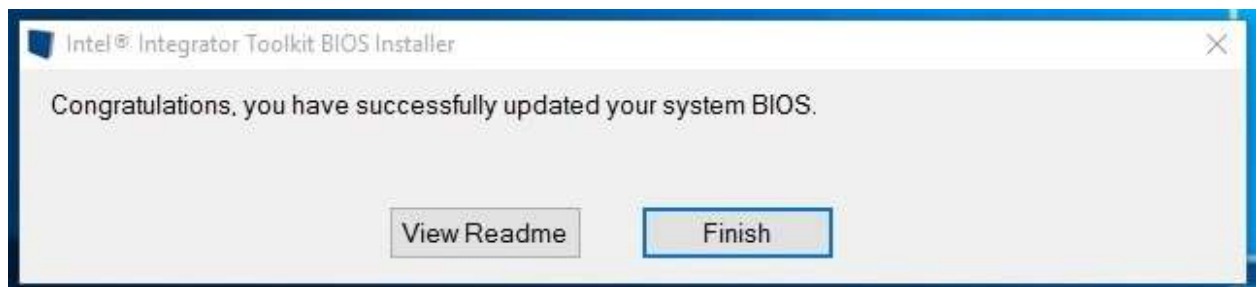 Intel® Integrator Toolkit BIOS Installer
Congratulations, you have successfully updated your system BIOS.
View Readme
Finish